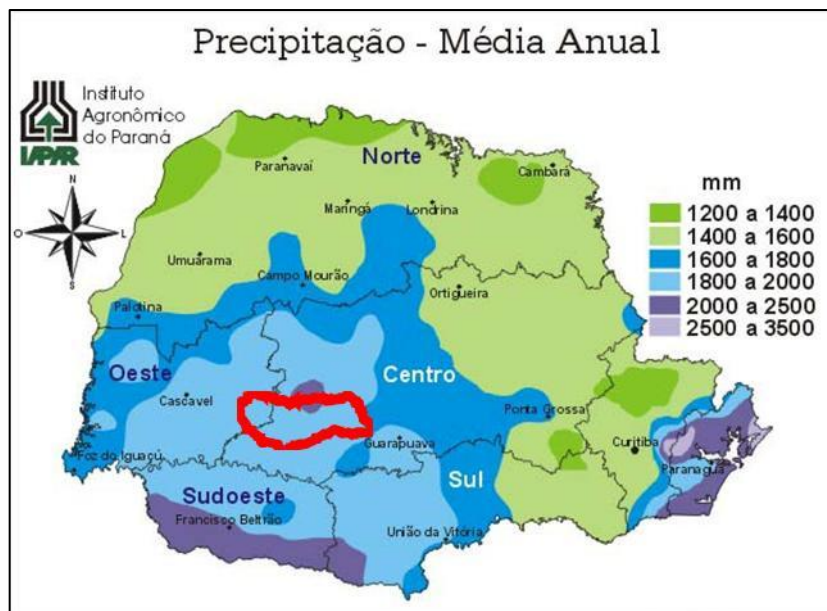 Precipitação - Média Anual
Instituto
Agronômico
do Paraná
IAPAR
N
O
L
S
mm
1200 a 1400
1400 a 1600
1600 a 1800
1800 a 2000
2000 a 2500
2500 a 3500
Norte
Paranavaí
Cambará
Maringá
Londrina
Umuarama
Campo Mourão
Ortigueira
Palotina
Oeste
Centro
Cascavel
Ponta Grossa
Guarapuava
Curitiba
Foz do Iguaçú
Paranaguá
Sul
Sudoeste
Francisco Beltrão
União da Vitória